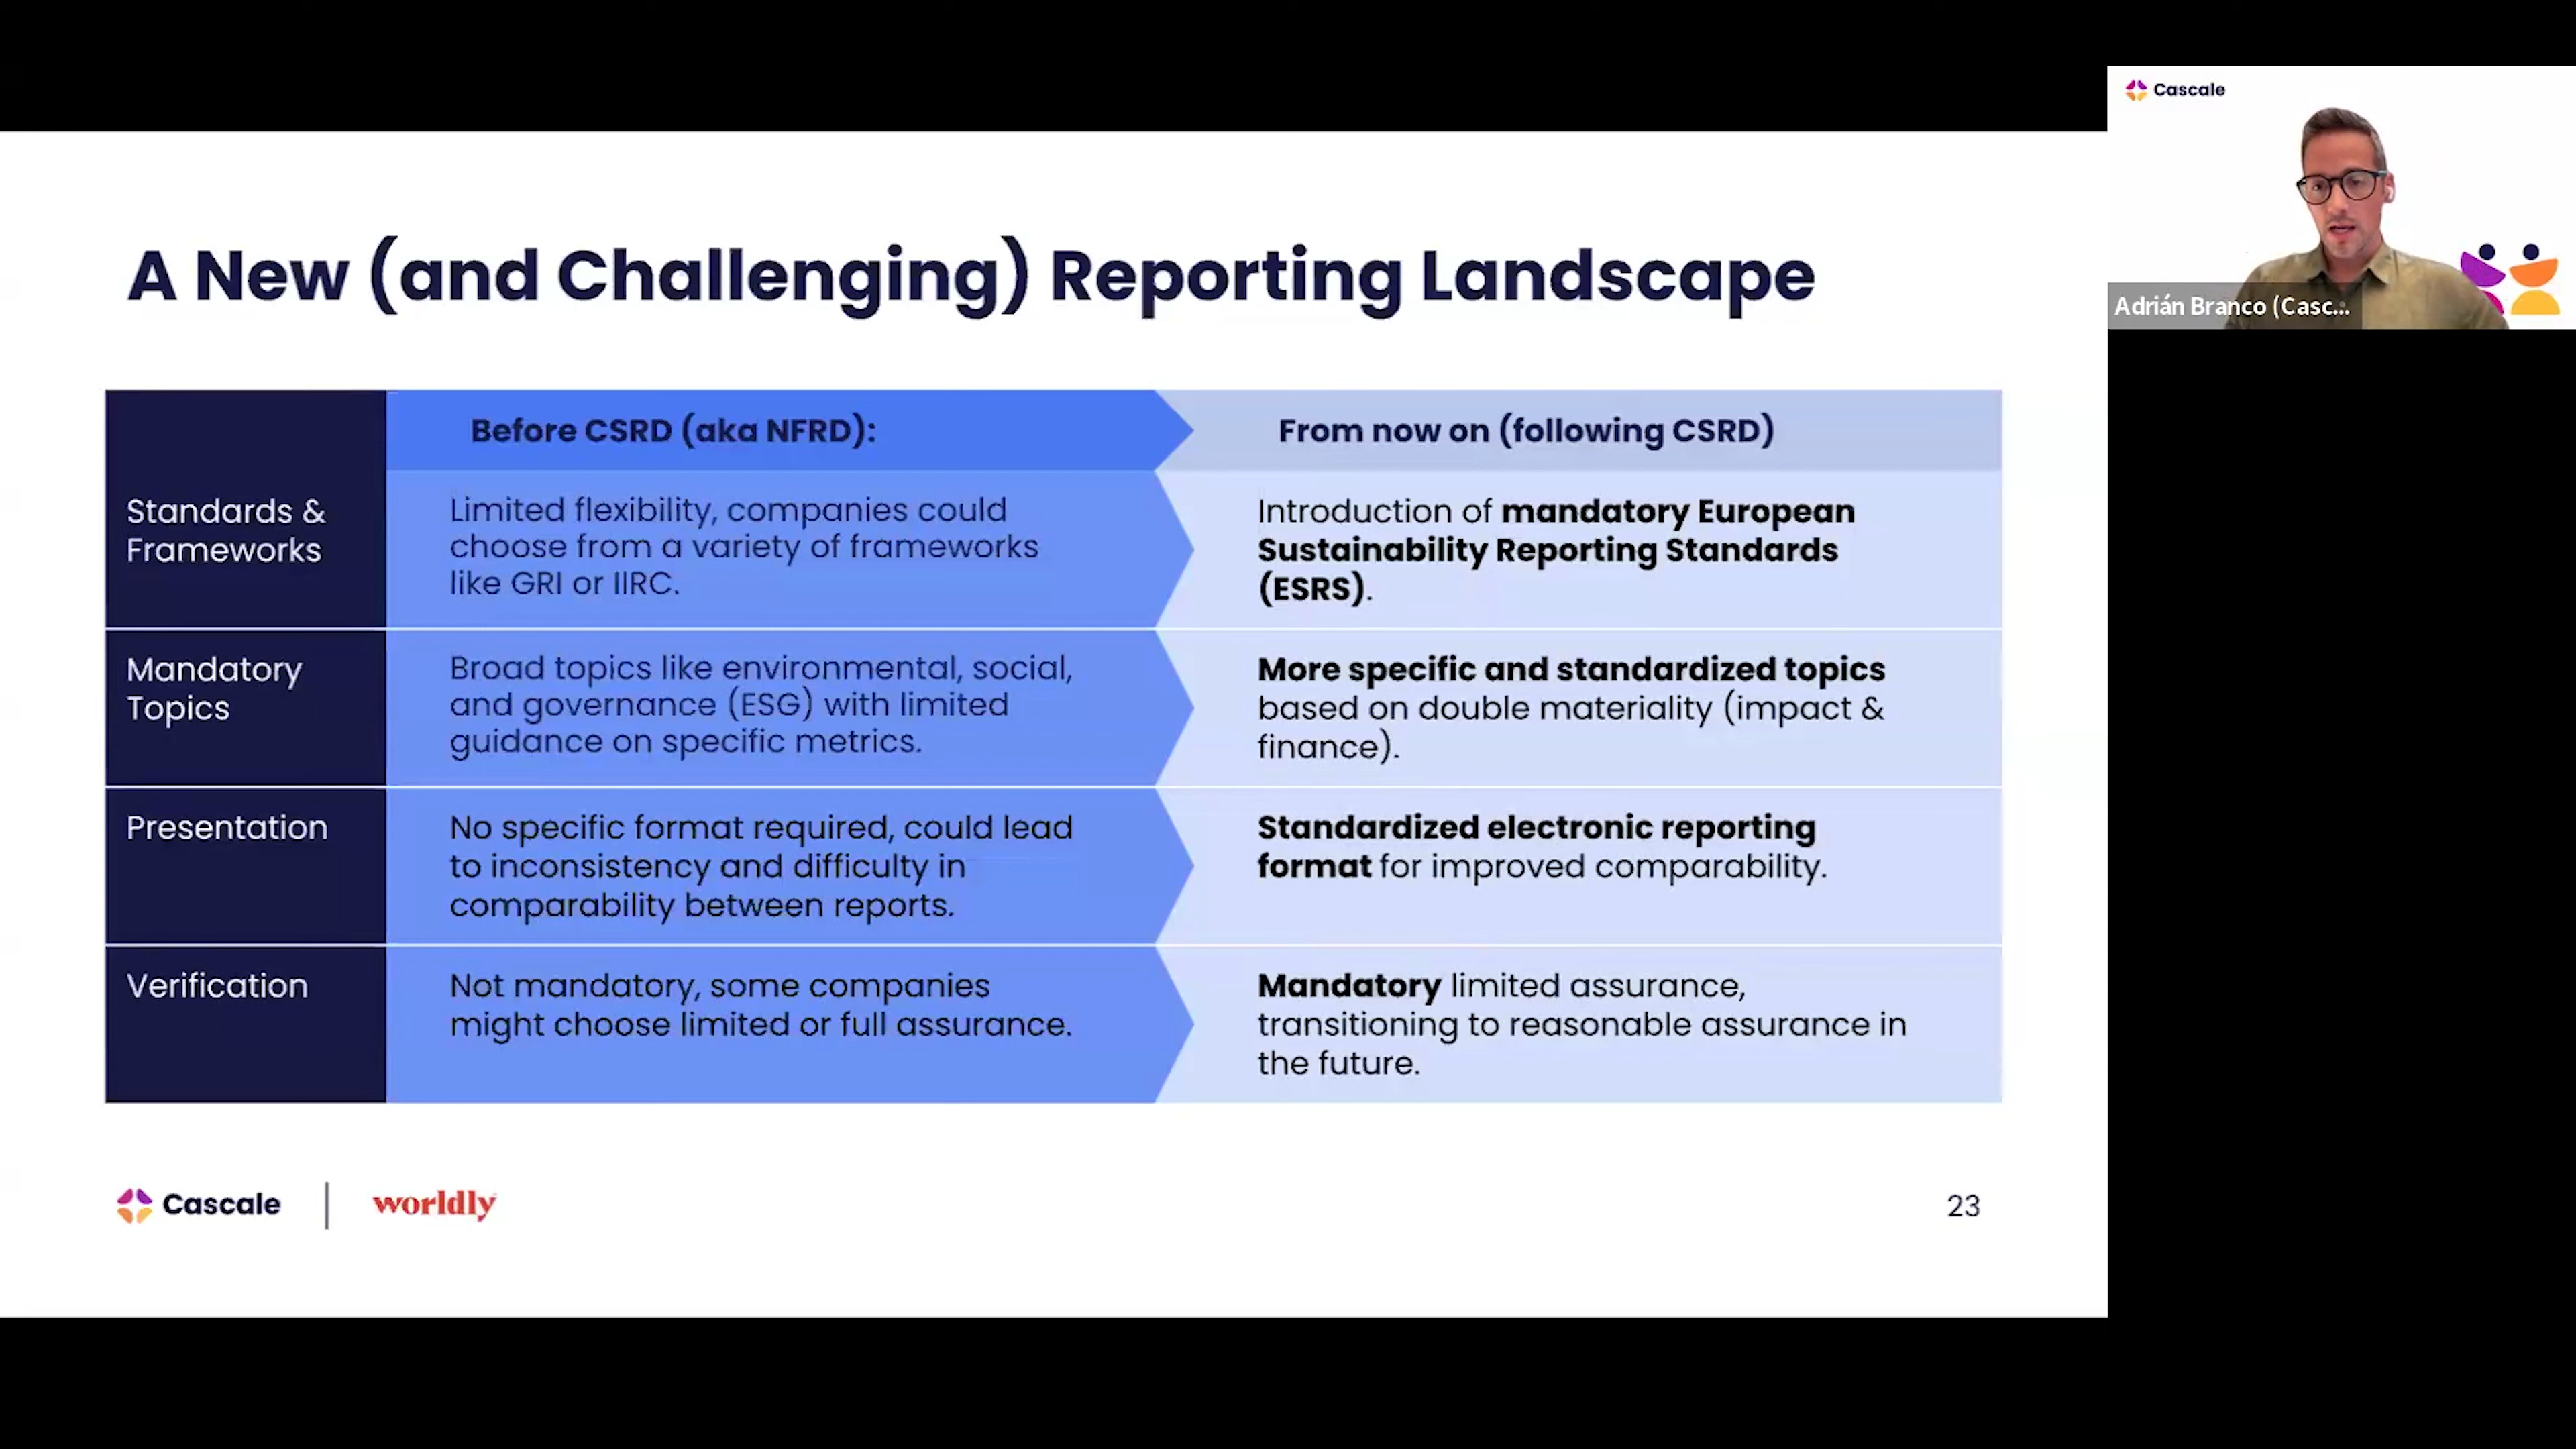 Cascale
Adrián Branco (Casc...
A New (and Challenging) Reporting Landscape
Before CSRD (aka NFRD):
From now on (following CSRD)
Standards &
Frameworks
Limited flexibility, companies could
choose from a variety of frameworks
like GRI or IIRC.
Introduction of mandatory European
Sustainability Reporting Standards
(ESRS).
Mandatory
Topics
Broad topics like environmental, social,
and governance (ESG) with limited
guidance on specific metrics.
More specific and standardized topics
based on double materiality (impact &
finance).
Presentation
No specific format required, could lead
to inconsistency and difficulty in
comparability between reports.
Standardized electronic reporting
format for improved comparability.
Verification
Not mandatory, some companies
might choose limited or full assurance.
Mandatory limited assurance,
transitioning to reasonable assurance in
the future.
Cascale
worldly
23